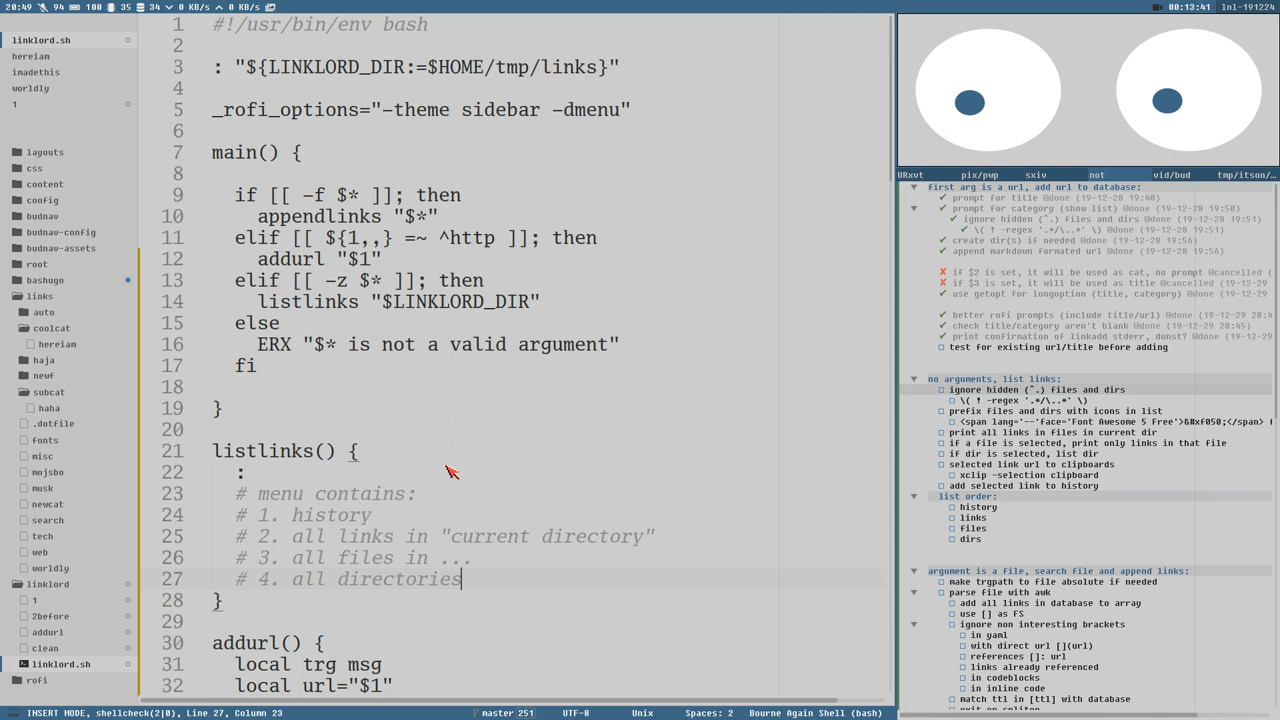 20:49 94 100 35 34 0 KB/s 0 KB/s
00:13:41 lnl-191224
linklord.sh
hereiam
imadethis
worldly
1
layouts
css
content
config
budnav
budnav-config
budnav-assets
root
bashugo
links
auto
coolcat
hereiam
haja
newf
subcat
haha
.dotfile
fonts
misc
mojsbo
musk
newcat
search
tech
web
worldly
linklord
1
2before
addurl
clean
linklord.sh
rofi
1 #!/usr/bin/env bash
2
3 : "${LINKLORD_DIR:=$HOME/tmp/links}"
4
5 _rofi_options="-theme sidebar -dmenu"
6
7 main() {
8
9 if [[ -f $* ]]; then
10 appendlinks "$*"
11 elif [[ ${1,,} =~ ^http ]]; then
12 addurl "$1"
13 elif [[ -z $* ]]; then
14 listlinks "$LINKLORD_DIR"
15 else
16 ERX "$* is not a valid argument"
17 fi
18
19 }
20
21 listlinks() {
22 :
23 # menu contains:
24 # 1. history
25 # 2. all links in "current directory"
26 # 3. all files in ...
27 # 4. all directories
28 }
29
30 addurl() {
31 local trg msg
32 local url="$1"
INSERT MODE, shellcheck(2|0), Line 27, Column 23 master 251 UTF-8 Unix Spaces: 2 Bourne Again Shell (bash)
URxvt pix/pwp sxiv not vid/bud tmp/itson/…
First arg is a url, add url to database:
✔ prompt for title @done (19-12-28 19:48)
✔ prompt for category (show list) @done (19-12-28 19:50)
✔ ignore hidden (^.) files and dirs @done (19-12-28 19:51)
✔ \( ! -regex '.*/\..*' \) @done (19-12-28 19:51)
✔ create dir(s) if needed @done (19-12-28 19:56)
✔ append markdown formated url @done (19-12-28 19:56)
✘ if $2 is set, it will be used as cat, no prompt @cancelled (
✘ if $3 is set, it will be used as title @cancelled (19-12-29
✔ use getopt for longoption (title, category) @done (19-12-29
✔ better rofi prompts (include title/url) @done (19-12-29 20:4
✔ check title/category aren't blank @done (19-12-29 20:45)
✔ print confirmation of linkadd stderr, dunst? @done (19-12-29
☐ test for existing url/title before adding
no arguments, list links:
☐ ignore hidden (^.) files and dirs
☐ \( ! -regex '.*/\..*' \)
☐ prefix files and dirs with icons in list
☐ <span lang='--'face='Font Awesome 5 Free'>&#xf050;</span> (
☐ print all links in files in current dir
☐ if a file is selected, print only links in that file
☐ if dir is selected, list dir
☐ selected link url to clipboards
☐ xclip -selection clipboard
☐ add selected link to history
list order:
☐ history
☐ links
☐ files
☐ dirs
argument is a file, search file and append links:
☐ make trgpath to file absolute if needed
☐ parse file with awk
☐ add all links in database to array
☐ use [] as FS
☐ ignore non interesting brackets
☐ in yaml
☐ with direct url [](url)
☐ references []: url
☐ links already referenced
☐ in codeblocks
☐ in inline code
☐ match ttl in [ttl] with database